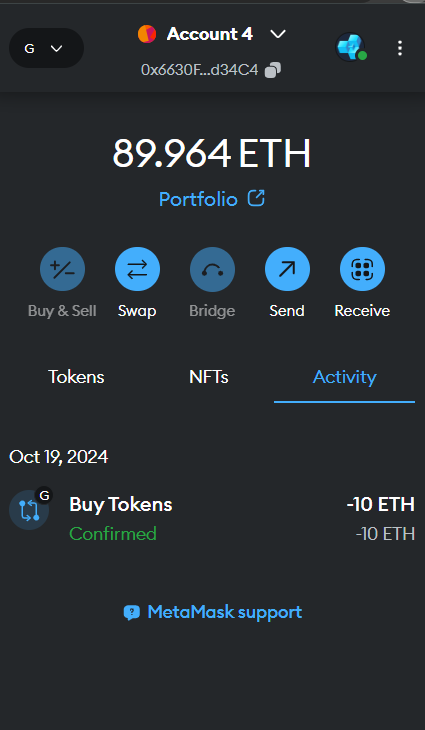 G
Account 4
0x6630F...d34C4
89.964 ETH
Portfolio
Buy & Sell Swap Bridge Send Receive
Tokens NFTs Activity
Oct 19, 2024
G
Buy Tokens -10 ETH
Confirmed -10 ETH
MetaMask support